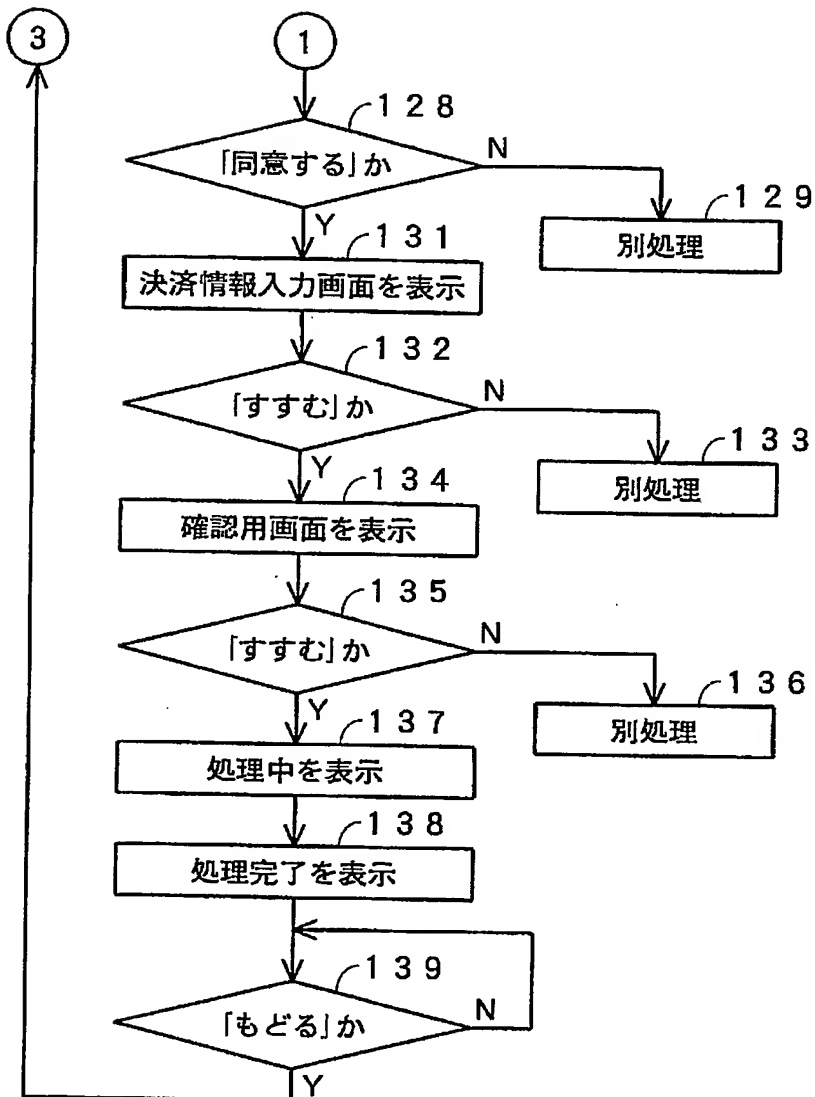 3
1
128
「同意する」か
N
129
別処理
Y
131
決済情報入力画面を表示
132
「すすむ」か
N
133
別処理
Y
134
確認用画面を表示
135
「すすむ」か
N
136
別処理
Y
137
処理中を表示
138
処理完了を表示
139
「もどる」か
N
Y